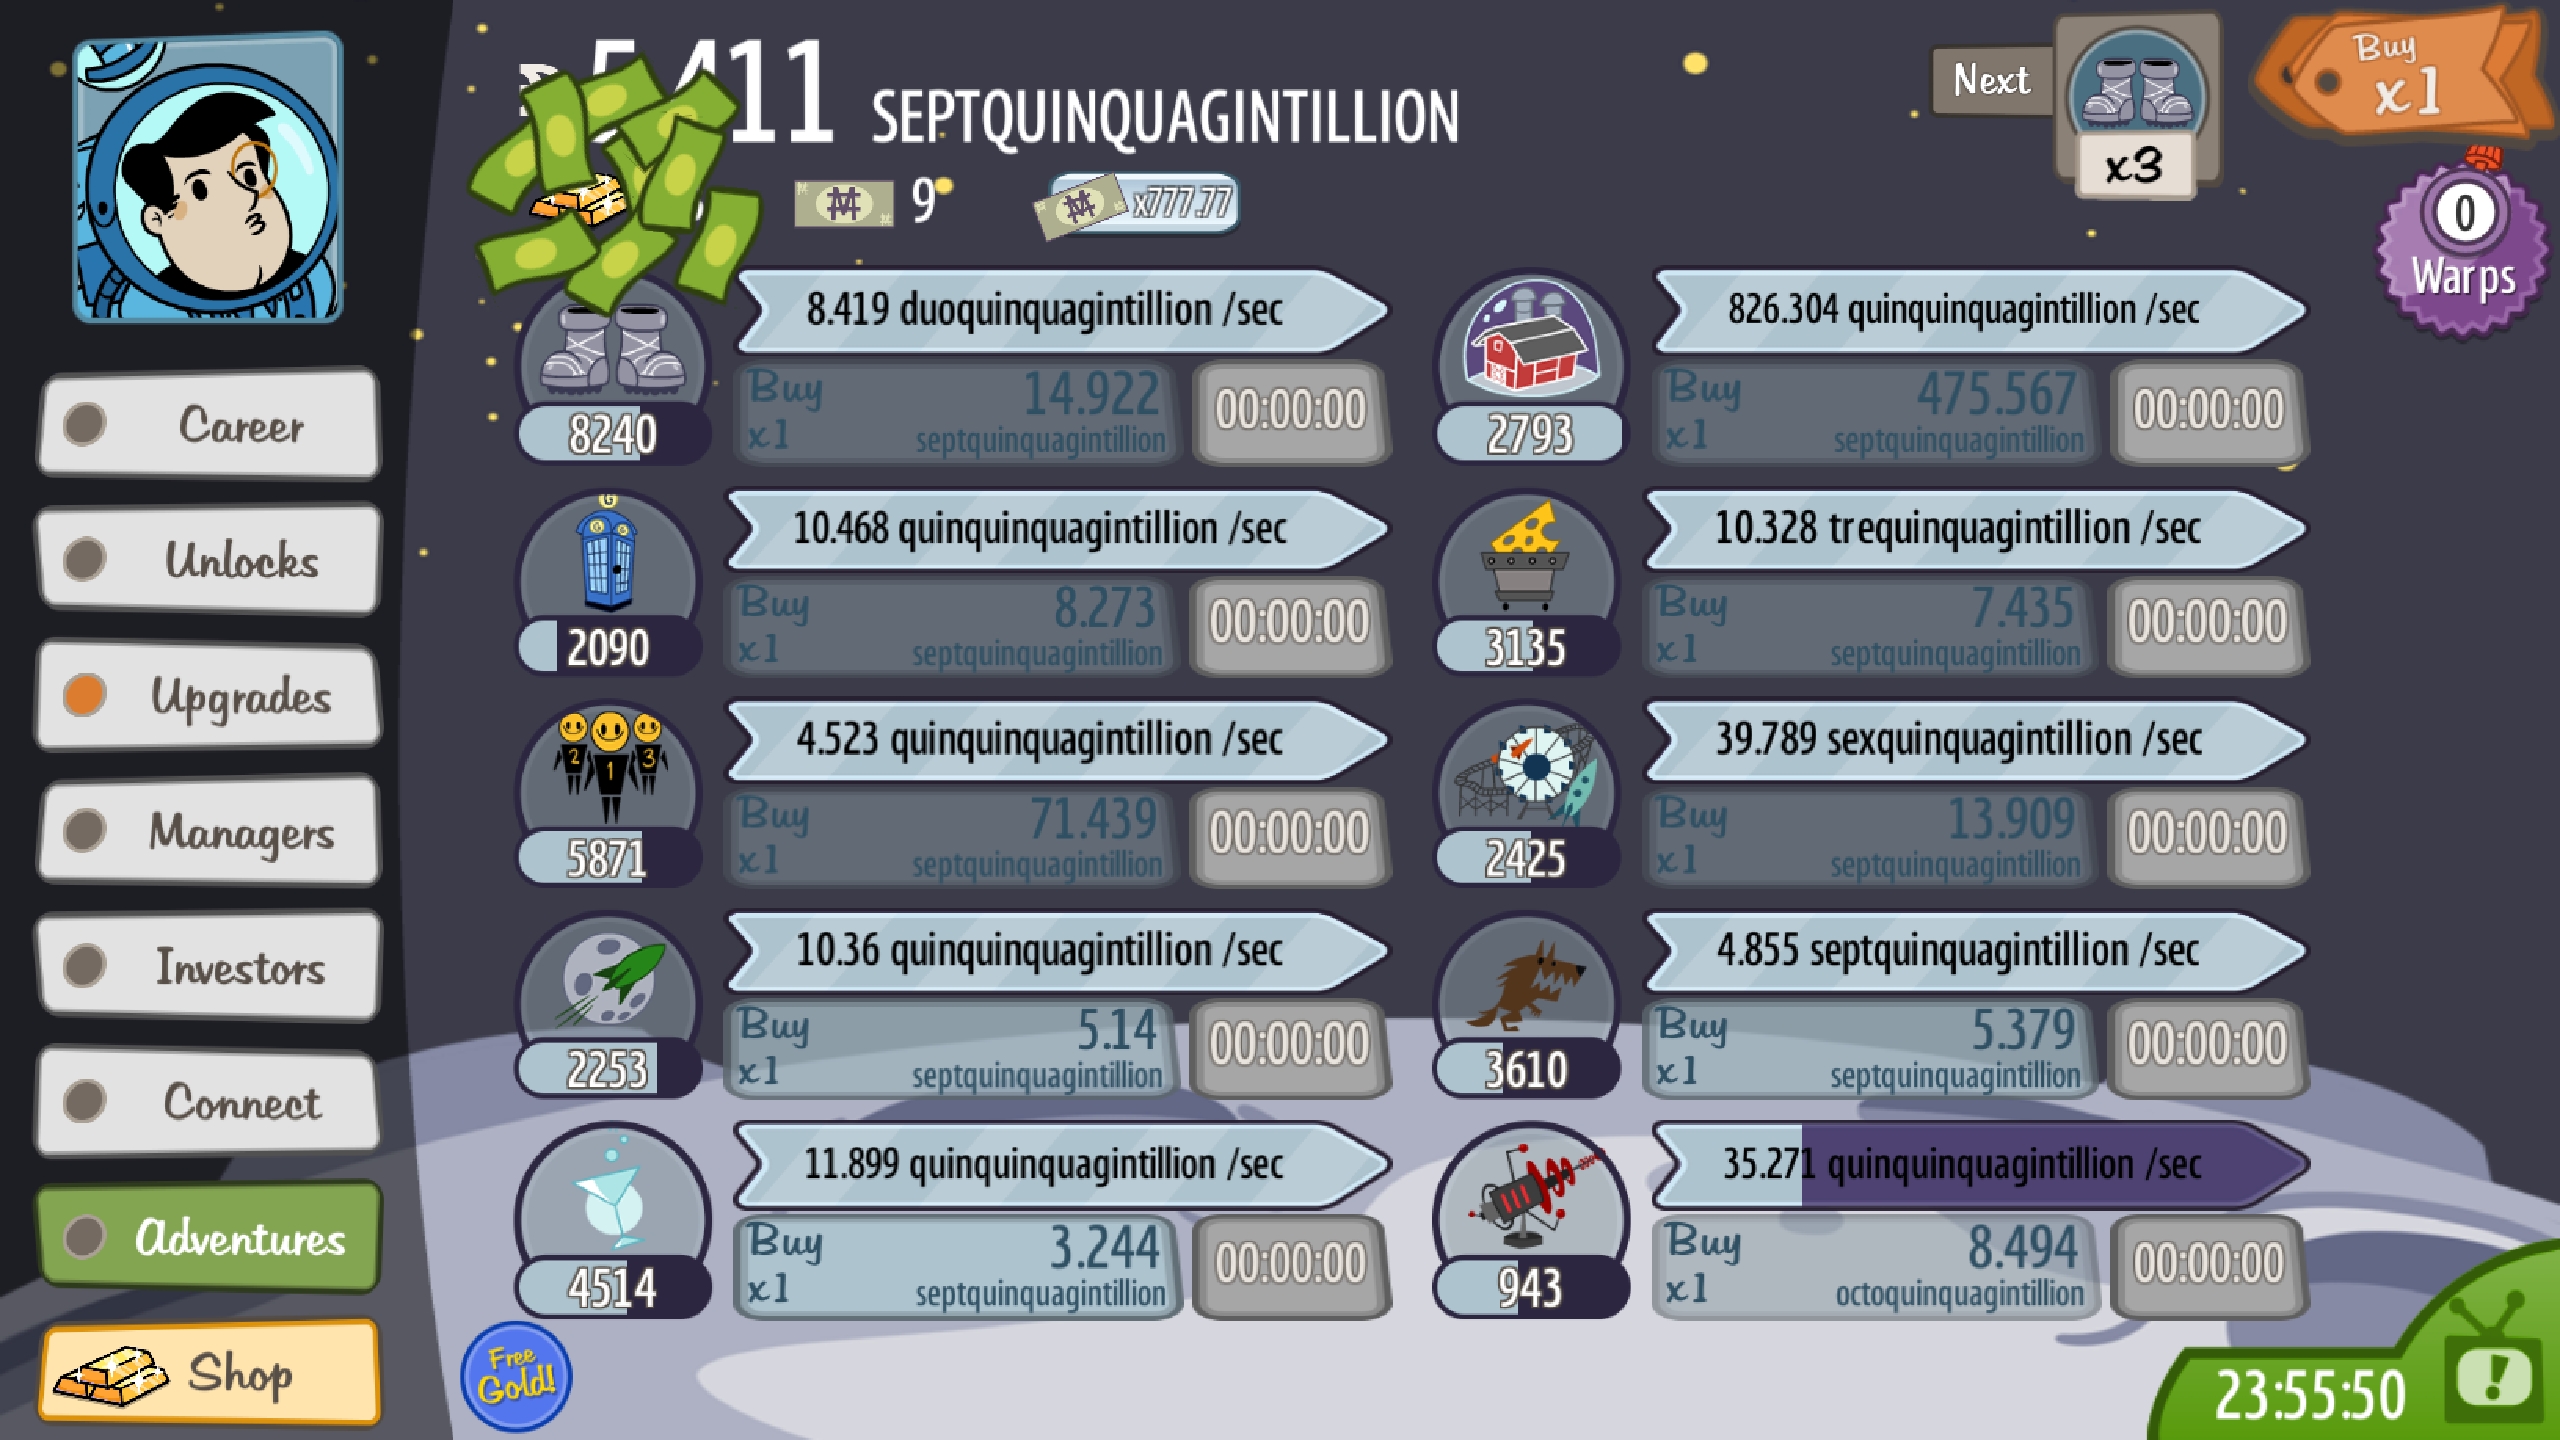 5.411 SEPTQUINQUAGINTILLION
9
x777.77
Next
x3
Buy
x1
0
Warps
Career
Unlocks
Upgrades
Managers
Investors
Connect
Adventures
Shop
8.419 duoquinquagintillion /sec
Buy
x1
14.922
septquinquagintillion
00:00:00
8240
826.304 quinquinquagintillion /sec
Buy
x1
475.567
septquinquagintillion
00:00:00
2793
G
10.468 quinquinquagintillion /sec
Buy
x1
8.273
septquinquagintillion
00:00:00
2090
10.328 trequinquagintillion /sec
Buy
x1
7.435
septquinquagintillion
00:00:00
3135
2 1 3
4.523 quinquinquagintillion /sec
Buy
x1
71.439
septquinquagintillion
00:00:00
5871
39.789 sexquinquagintillion /sec
Buy
x1
13.909
septquinquagintillion
00:00:00
2425
10.36 quinquinquagintillion /sec
Buy
x1
5.14
septquinquagintillion
00:00:00
2253
4.855 septquinquagintillion /sec
Buy
x1
5.379
septquinquagintillion
00:00:00
3610
11.899 quinquinquagintillion /sec
Buy
x1
3.244
septquinquagintillion
00:00:00
4514
35.271 quinquinquagintillion /sec
Buy
x1
8.494
octoquinquagintillion
00:00:00
943
Free
Gold!
23:55:50
!